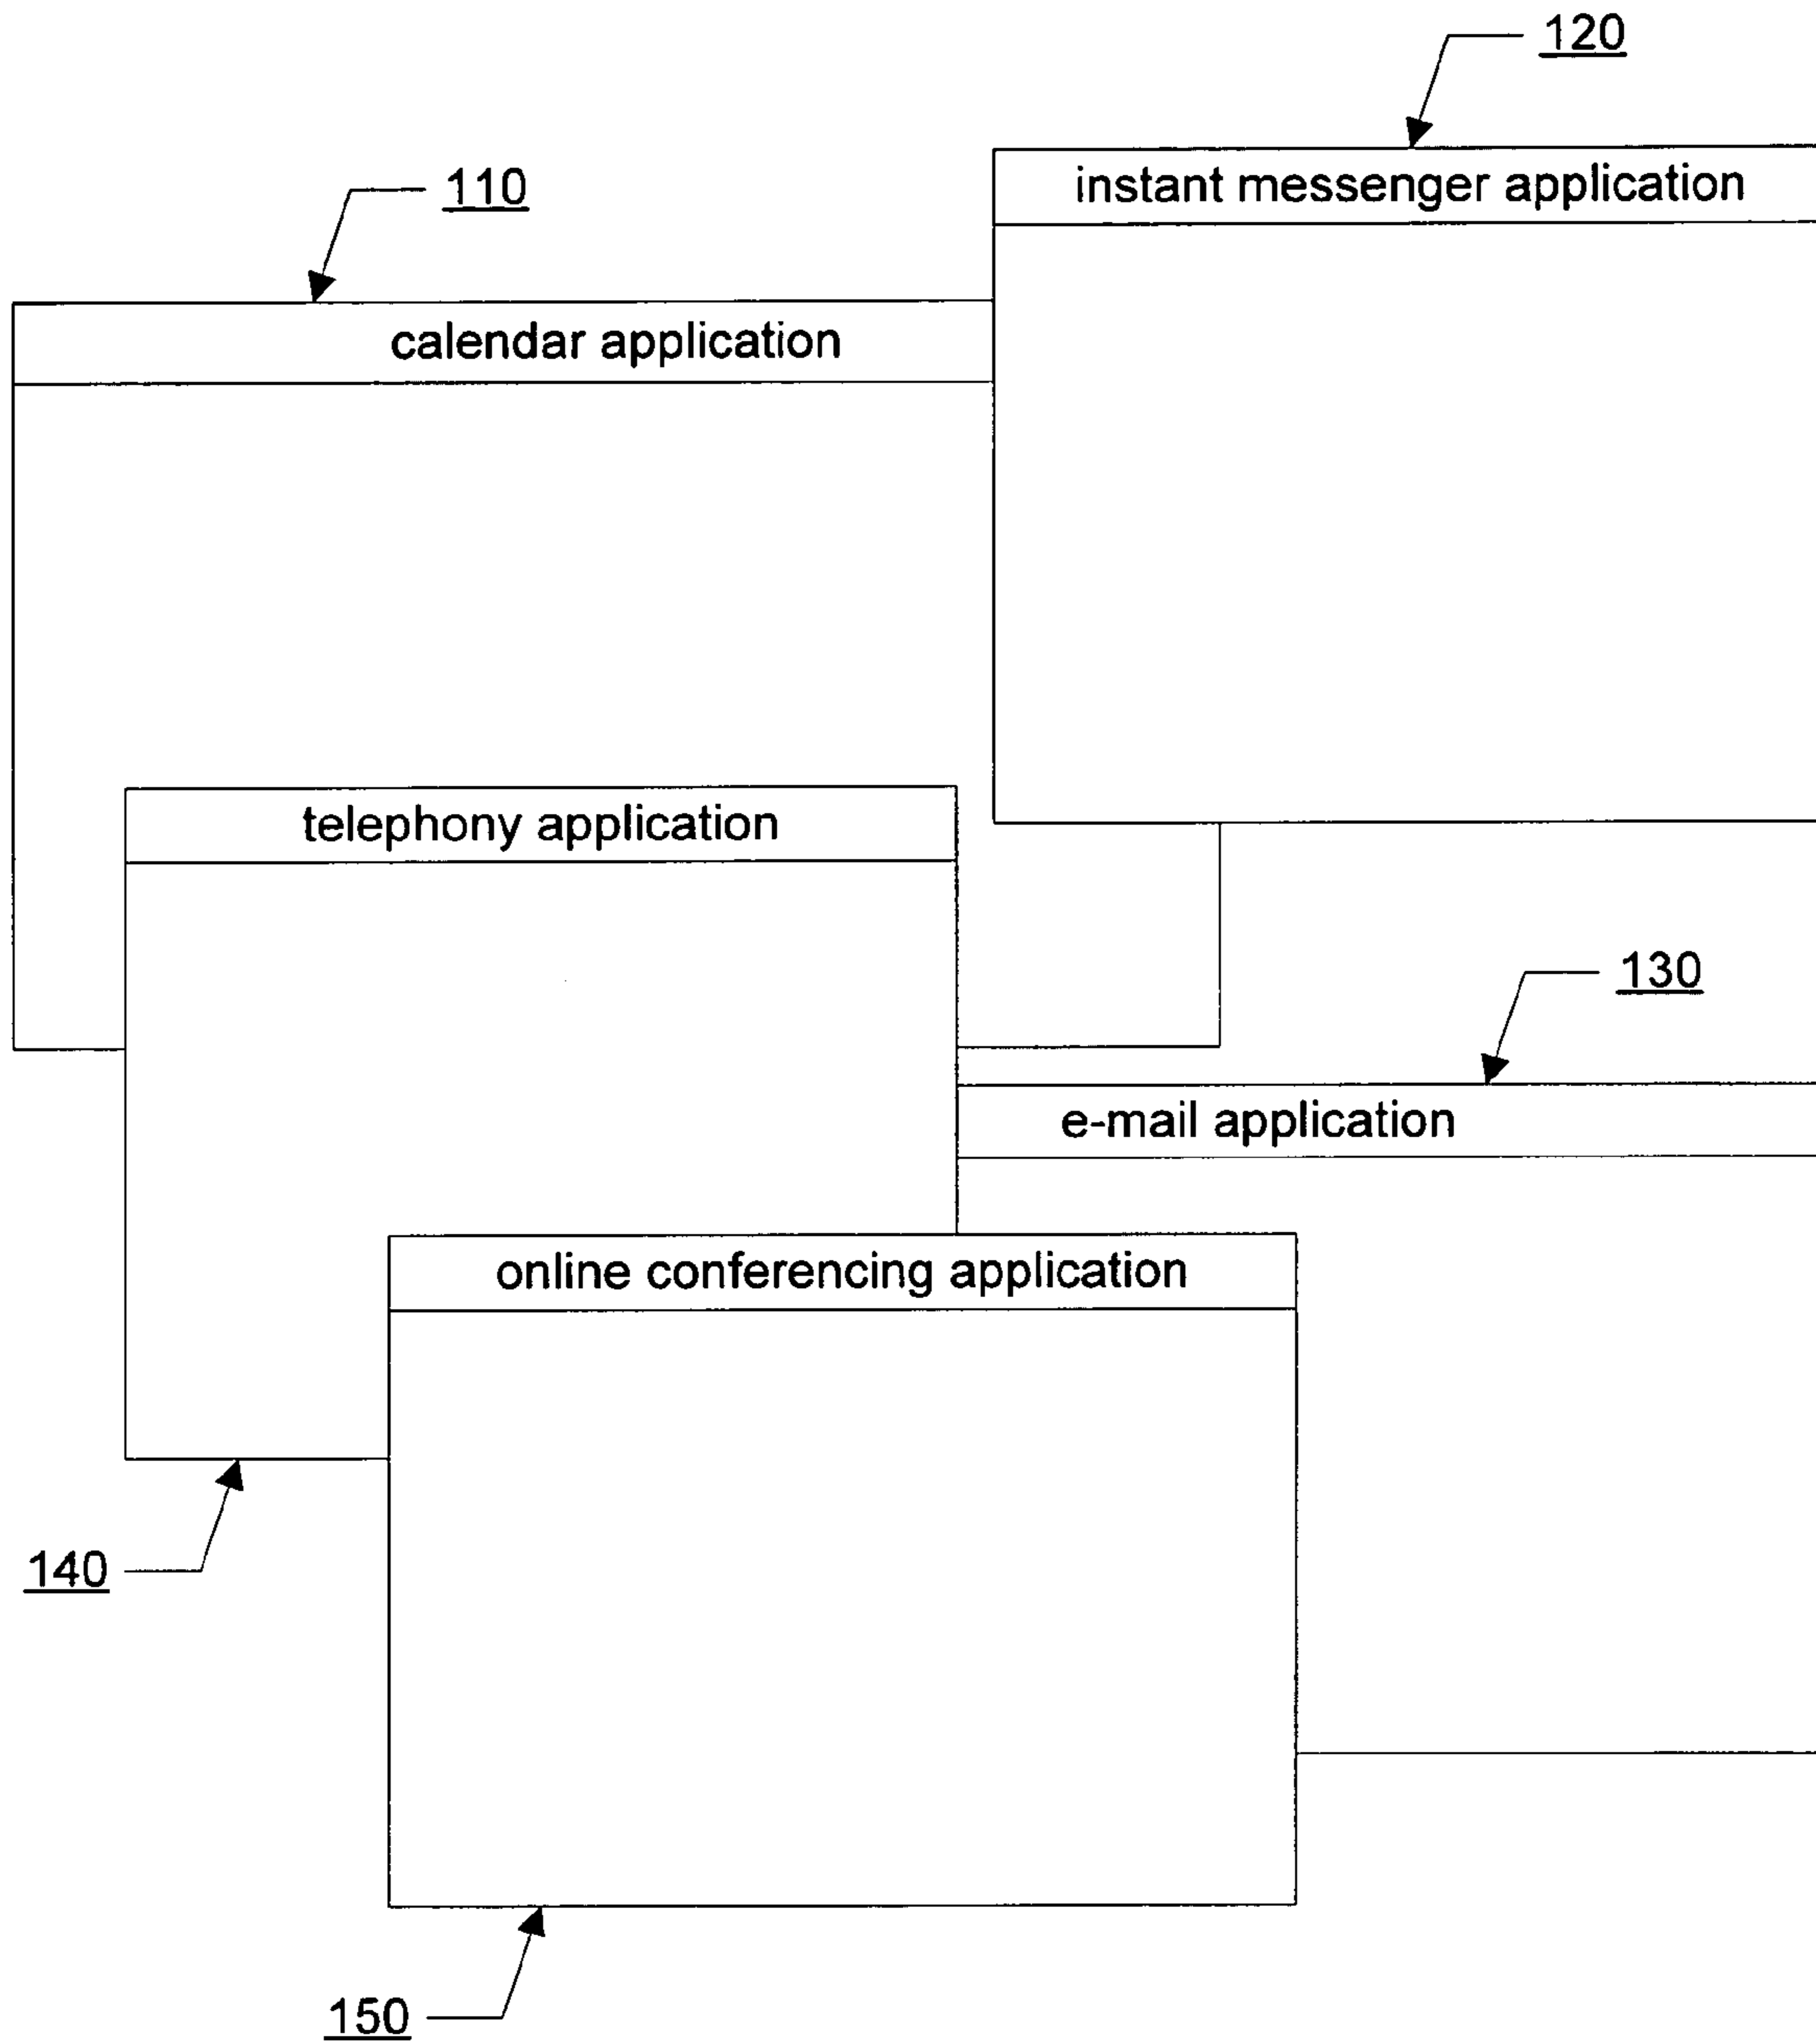 120
instant messenger application
110
calendar application
telephony application
130
e-mail application
online conferencing application
140
150